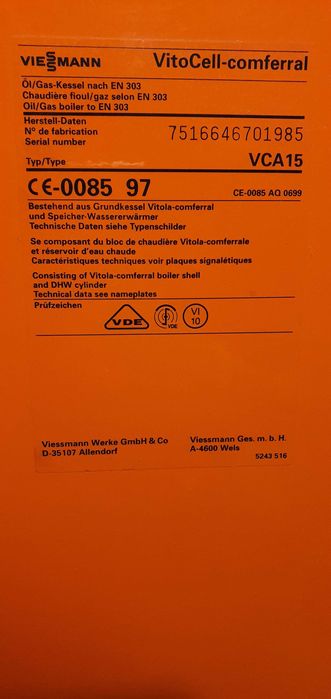 VIESSMANN VitoCell-comferral
Öl/Gas-Kessel nach EN 303
Chaudière fioul/gaz selon EN 303
Oil/Gas boiler to EN 303
Herstell-Daten
N° de fabrication
Serial number
7516646701985
Typ/Type VCA15
CE-0085 97 CE-0085 AQ 0699
Bestehend aus Grundkessel Vitola-comferral
und Speicher-Wassererwärmer
Technische Daten siehe Typenschilder
Se composant du bloc de chaudière Vitola-comferrale
et réservoir d'eau chaude
Caractéristiques techniques voir plaques signalétiques
Consisting of Vitola-comferral boiler shell
and DHW cylinder
Technical data see nameplates
Prüfzeichen
VDE
VDE
VI
10
Viessmann Werke GmbH & Co
D-35107 Allendorf
Viessmann Ges. m. b. H.
A-4600 Wels
5243 516